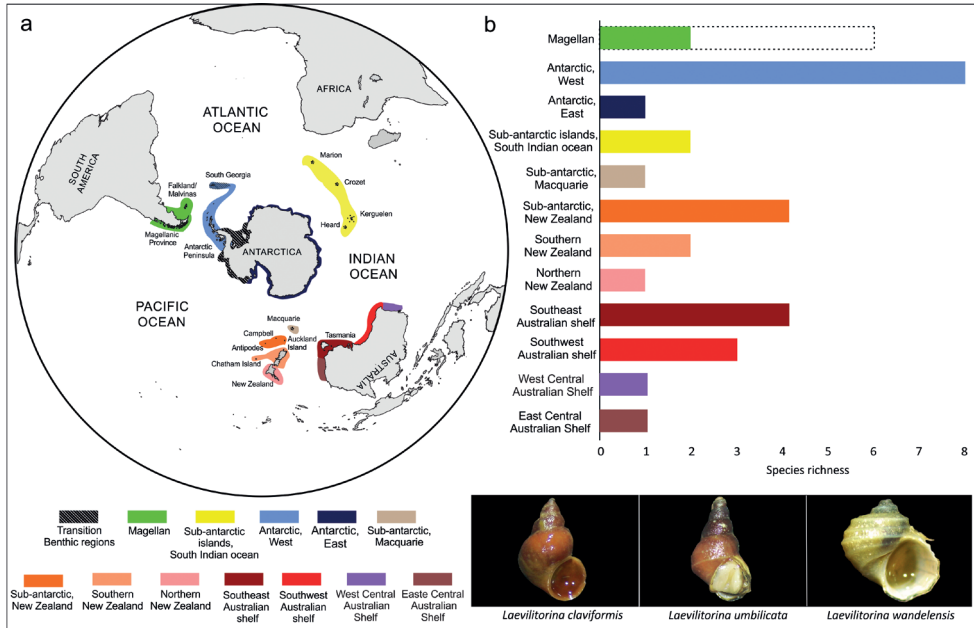 a
ATLANTIC
OCEAN
AFRICA
SOUTH
AMERICA
Falkland/
Malvinas
Magellanic
Province
South Georgia
Antarctic
Peninsula
ANTARCTICA
Marion
Crozet
Kerguelen
Heard
INDIAN
OCEAN
PACIFIC
OCEAN
Macquarie
Campbell
Auckland
Island
Antipodes
Chatham Island
New Zealand
Tasmania
AUSTRALIA
Transition
Benthic regions
Magellan
Sub-antarctic
islands,
South Indian ocean
Antarctic,
West
Antarctic,
East
Sub-antarctic,
Macquarie
Sub-antarctic,
New Zealand
Southern
New Zealand
Northern
New Zealand
Southeast
Australian
shelf
Southwest
Australian
shelf
West Central
Australian
Shelf
Easte Central
Australian
Shelf
b
Magellan
Antarctic,
West
Antarctic,
East
Sub-antarctic islands,
South Indian ocean
Sub-antarctic,
Macquarie
Sub-antarctic,
New Zealand
Southern
New Zealand
Northern
New Zealand
Southeast
Australian shelf
Southwest
Australian shelf
West Central
Australian Shelf
East Central
Australian Shelf
0 1 2 3 4 5 6 7 8
Species richness
Laevilitorina claviformis
Laevilitorina umbilicata
Laevilitorina wandelensis